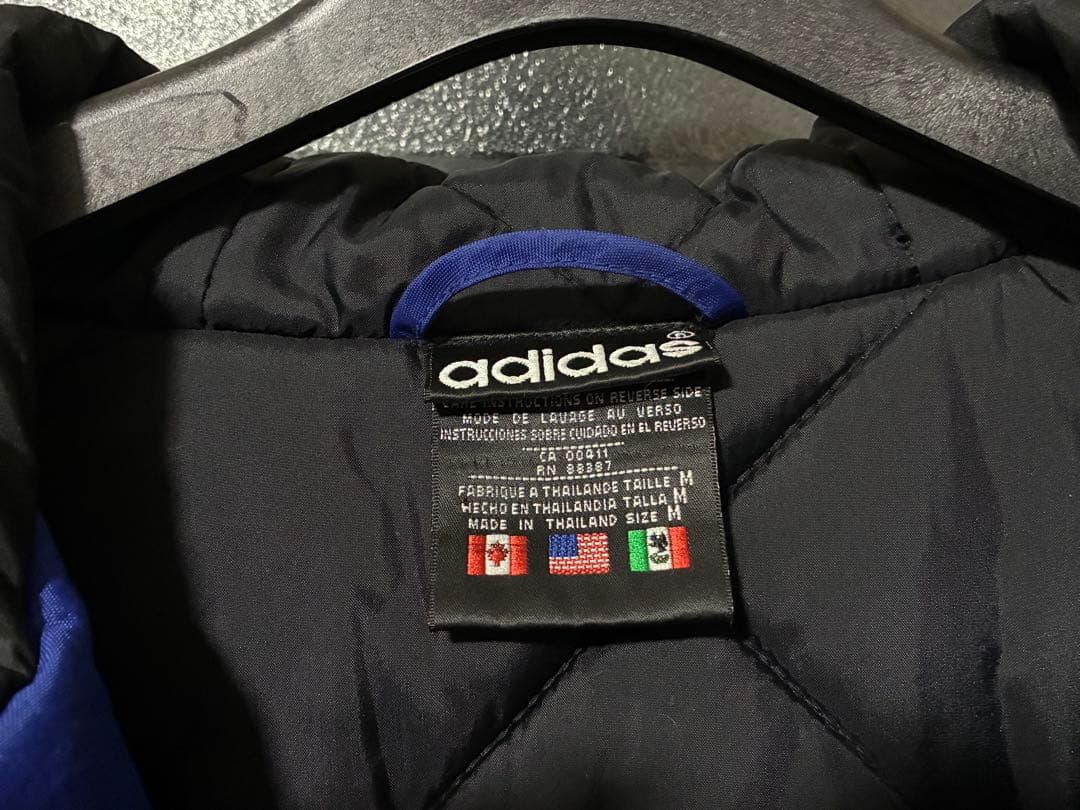 adidas®
CARE INSTRUCTIONS ON REVERSE SIDE
MODE DE LAVAGE AU VERSO
INSTRUCCIONES SOBRE CUIDADO EN EL REVERSO
CA 00411
RN 88387
FABRIQUE A THAILANDE TAILLE M
HECHO EN THAILANDIA TALLA M
MADE IN THAILAND SIZE M